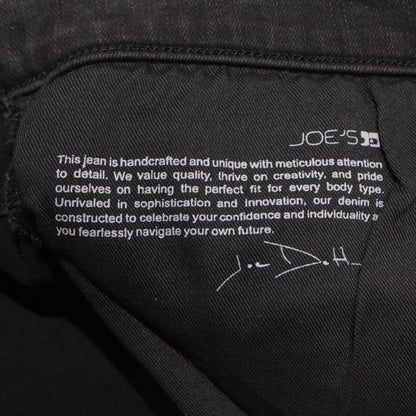 JOE'S
This jean is handcrafted and unique with meticulous attention
to detail. We value quality, thrive on creativity, and pride
ourselves on having the perfect fit for every body type.
Unrivaled in sophistication and innovation, our denim is
constructed to celebrate your confidence and individuality a
you fearlessly navigate your own future.
Joe